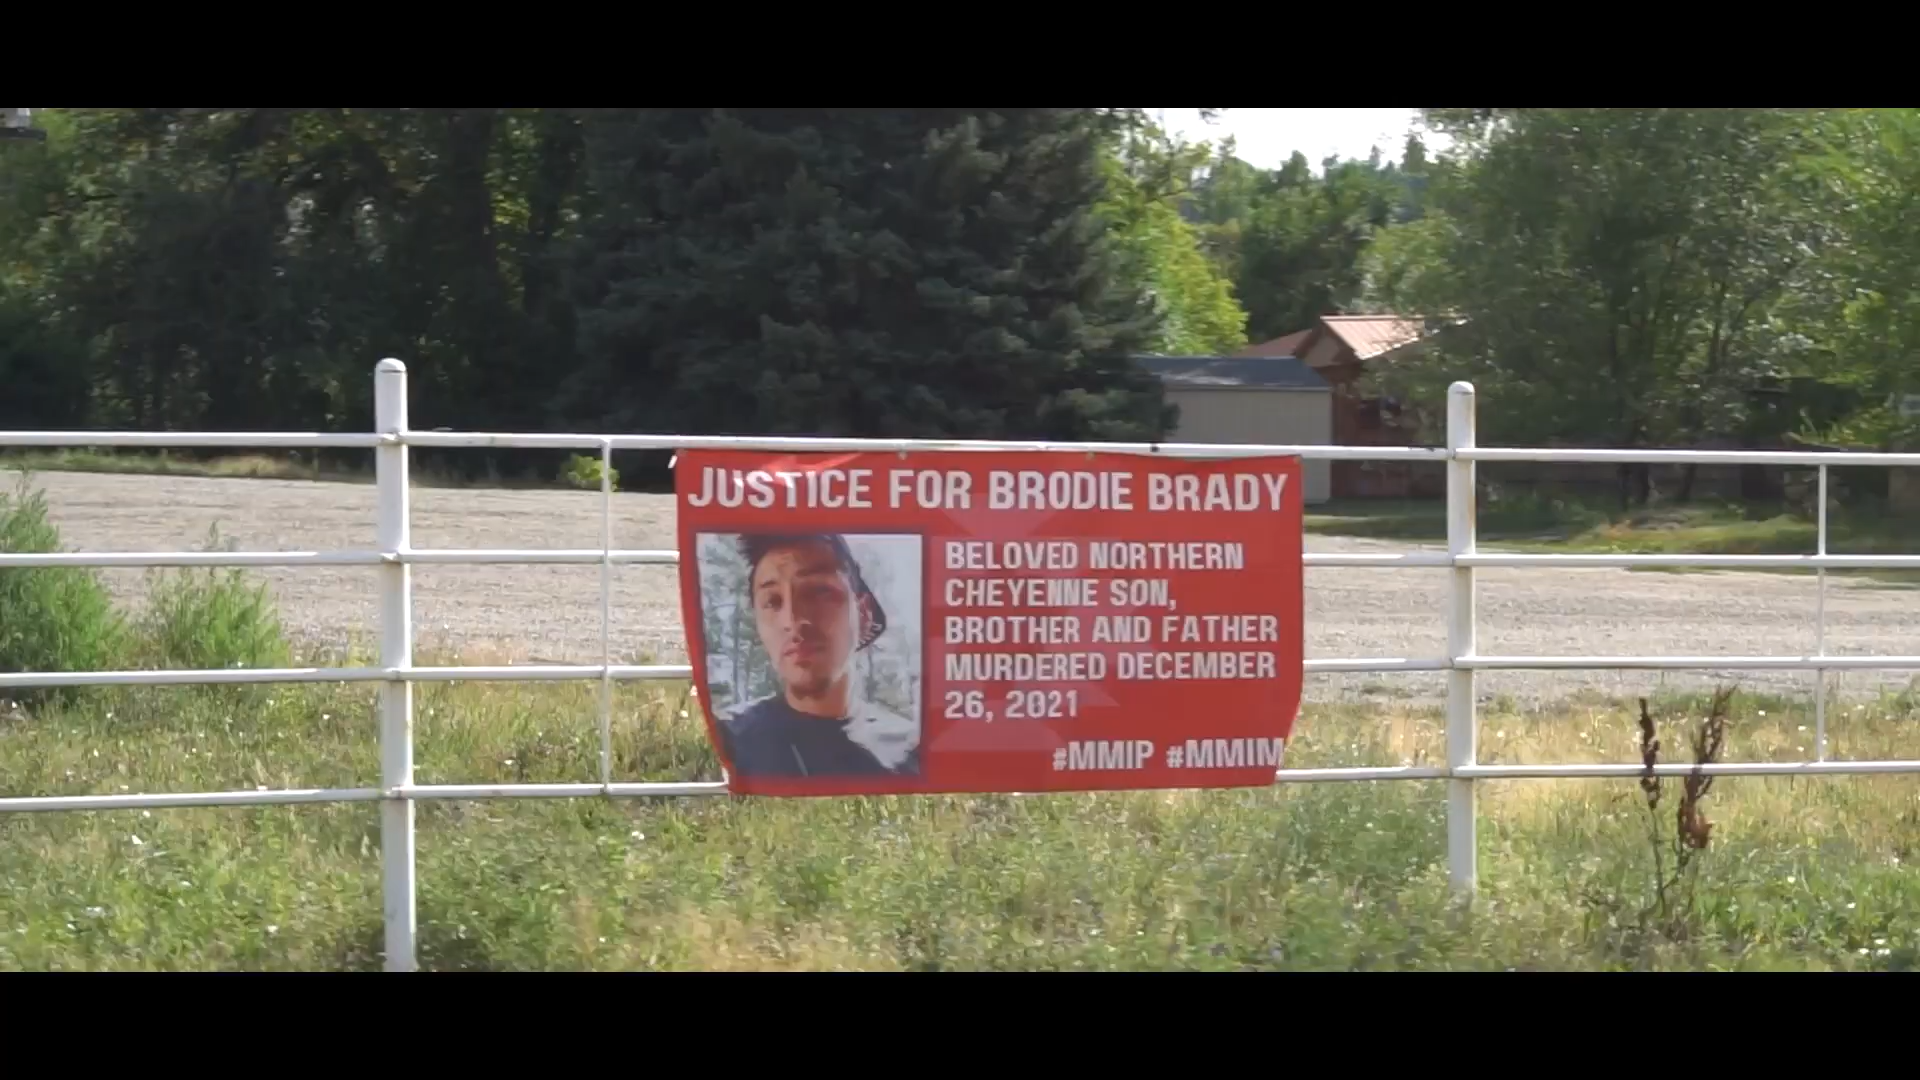 JUSTICE FOR BRODIE BRADY
BELOVED NORTHERN
CHEYENNE SON,
BROTHER AND FATHER
MURDERED DECEMBER
26, 2021
#MMIP #MMIM